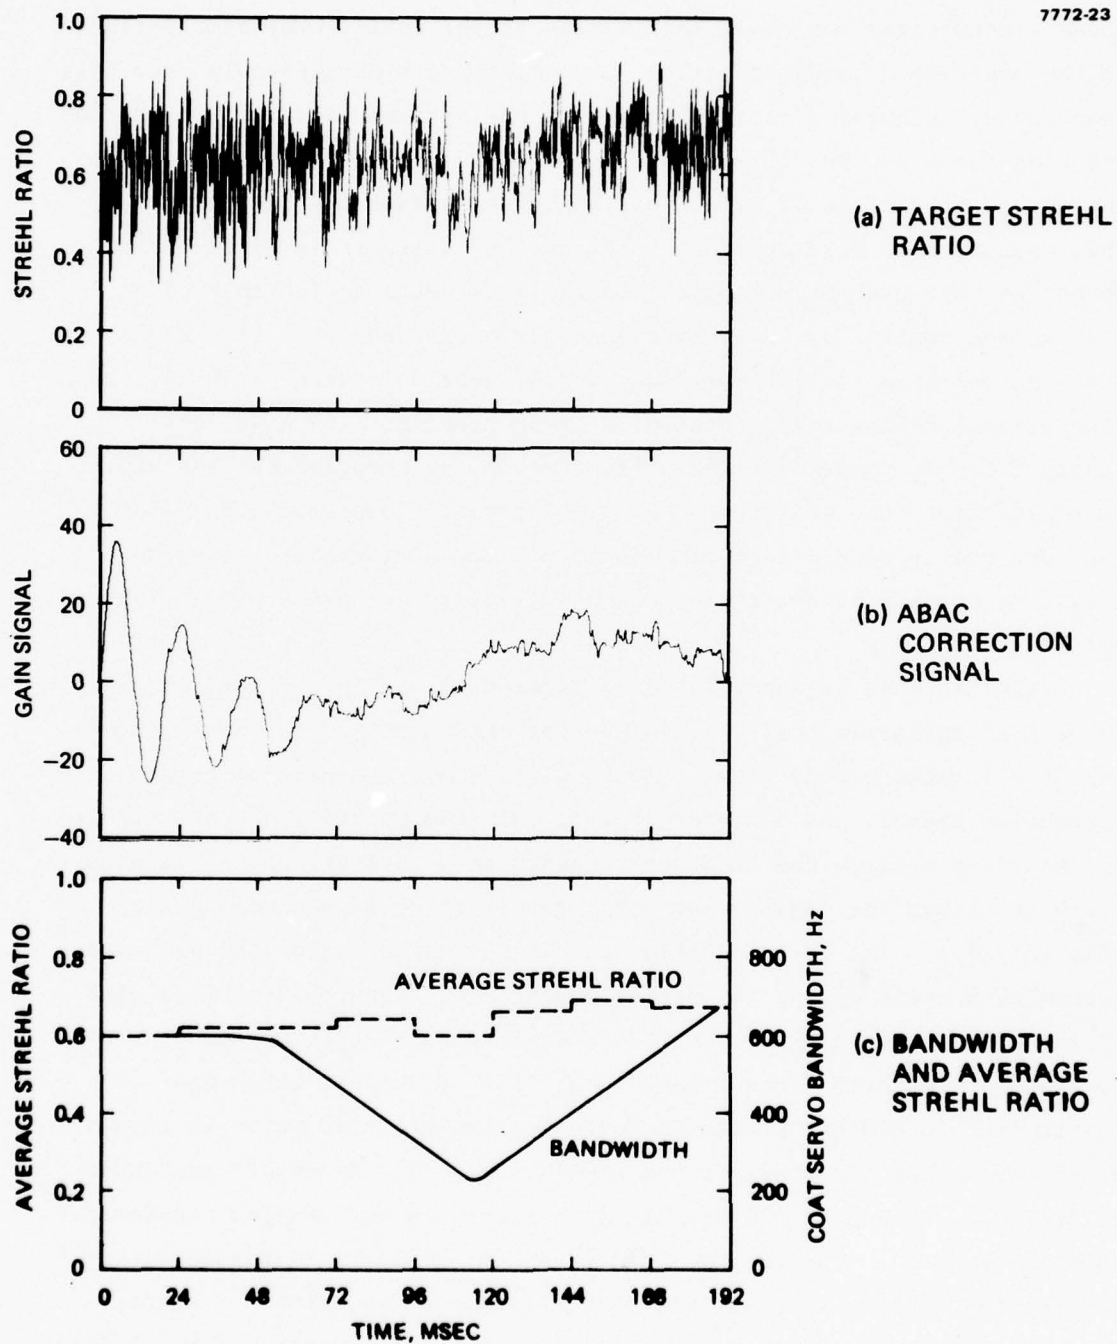 7772-23
1.0
0.8
0.6
0.4
0.2
0
STREHL RATIO
(a) TARGET STREHL
RATIO
60
40
20
0
−20
−40
GAIN SIGNAL
(b) ABAC
CORRECTION
SIGNAL
1.0
0.8
0.6
0.4
0.2
0
AVERAGE STREHL RATIO
800
600
400
200
0
COAT SERVO BANDWIDTH, Hz
AVERAGE STREHL RATIO
BANDWIDTH
(c) BANDWIDTH
AND AVERAGE
STREHL RATIO
0 24 48 72 96 120 144 168 192
TIME, MSEC